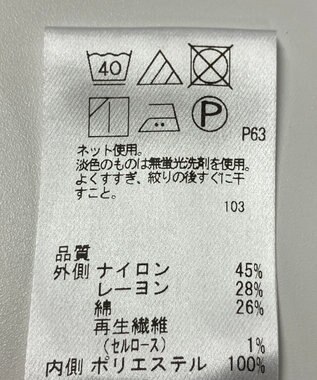 40
P
P63
ネット使用。
淡色のものは無蛍光洗剤を使用。
よくすすぎ、絞りの後すぐに干
すこと。
103
品質
外側 ナイロン 45%
レーヨン 28%
綿 26%
再生繊維
(セルロース) 1%
内側 ポリエステル 100%